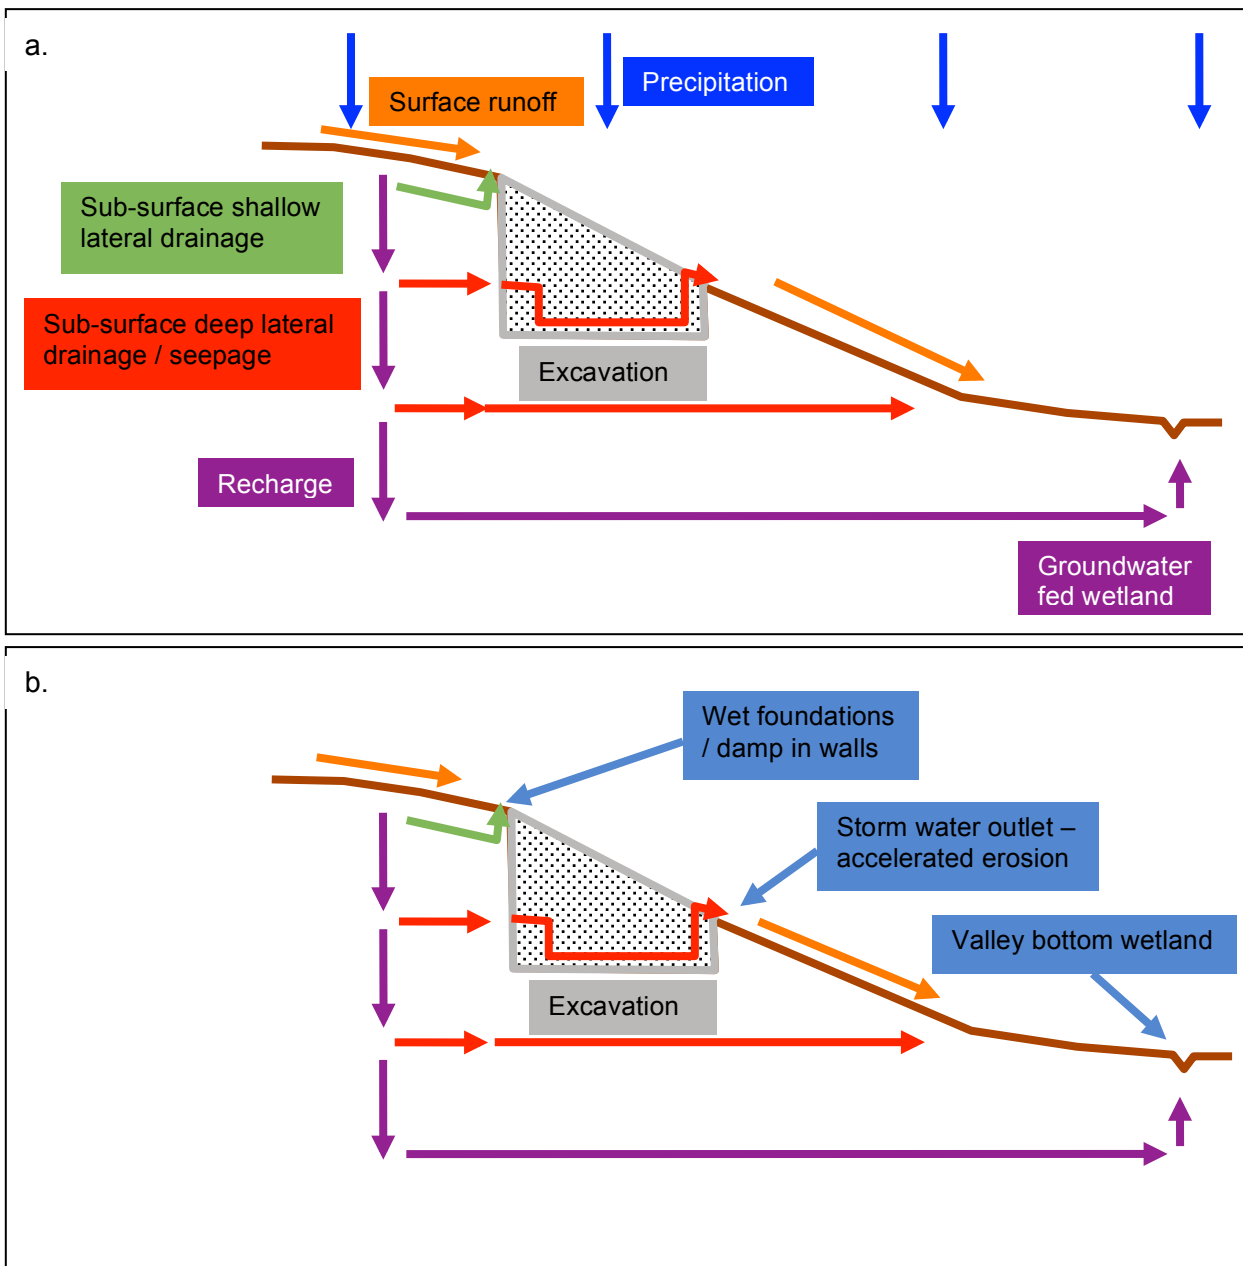 a.
Precipitation
Surface runoff
Sub-surface shallow
lateral drainage
Sub-surface deep lateral
drainage / seepage
Excavation
Recharge
Groundwater
fed wetland
b.
Wet foundations
/ damp in walls
Storm water outlet –
accelerated erosion
Valley bottom wetland
Excavation